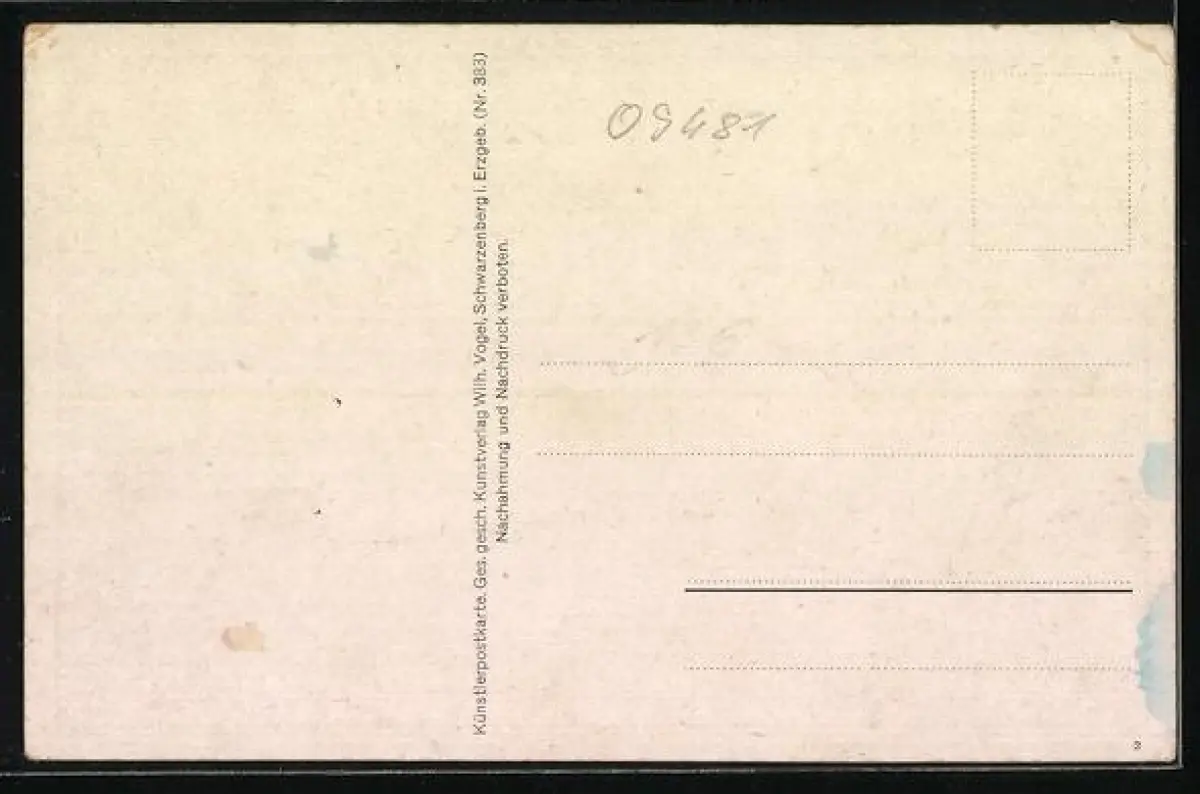 Künstlerpostkarte. Ges. gesch. Kunstverlag Wilh. Vogel, Schwarzenberg i. Erzgeb. (Nr. 383)
Nachahmung und Nachdruck verboten.
09481